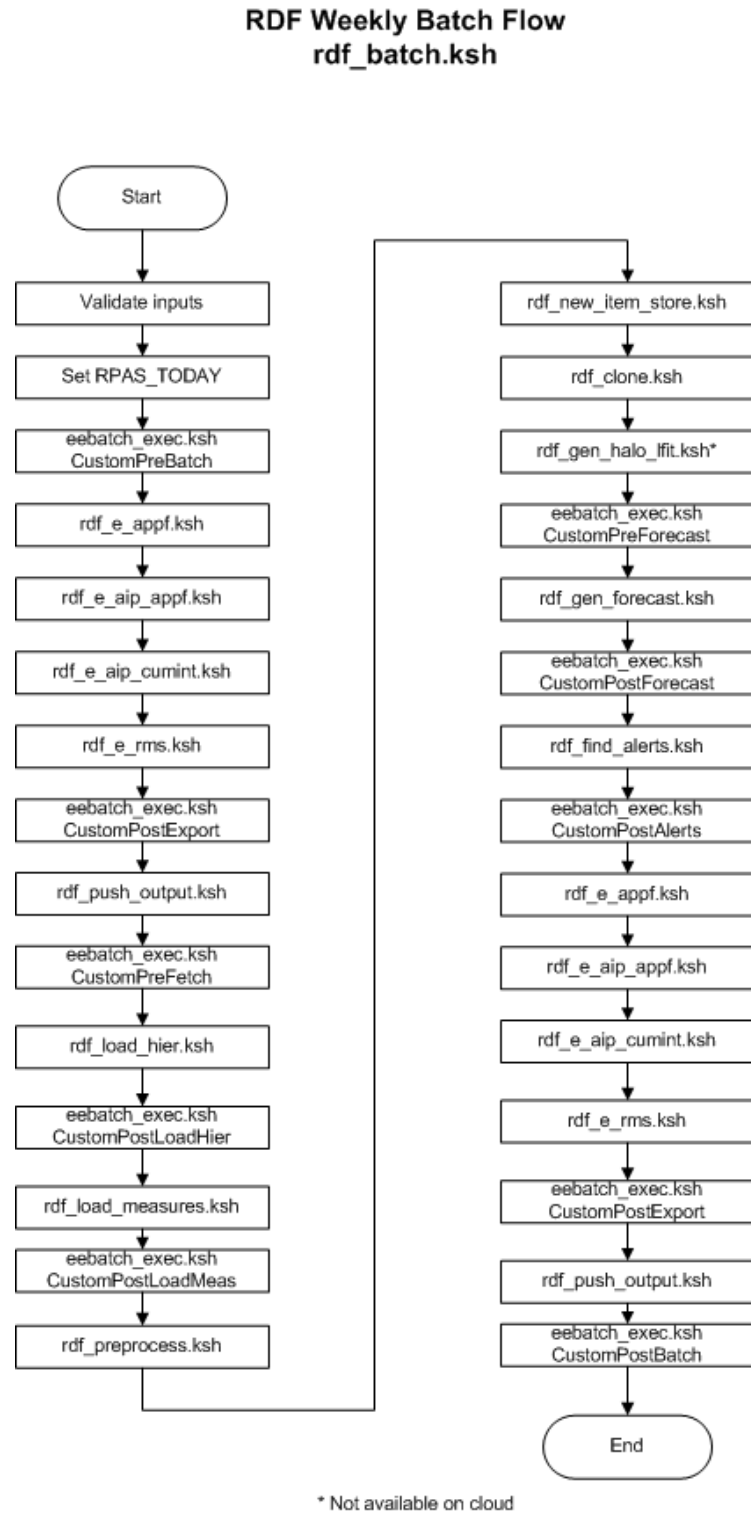 RDF Weekly Batch Flow
rdf_batch.ksh
Start
Validate inputs
Set RPAS_TODAY
eebatch_exec.ksh
CustomPreBatch
rdf_e_appf.ksh
rdf_e_aip_appf.ksh
rdf_e_aip_cumint.ksh
rdf_e_rms.ksh
eebatch_exec.ksh
CustomPostExport
rdf_push_output.ksh
eebatch_exec.ksh
CustomPreFetch
rdf_load_hier.ksh
eebatch_exec.ksh
CustomPostLoadHier
rdf_load_measures.ksh
eebatch_exec.ksh
CustomPostLoadMeas
rdf_preprocess.ksh
rdf_new_item_store.ksh
rdf_clone.ksh
rdf_gen_halo_lfit.ksh*
eebatch_exec.ksh
CustomPreForecast
rdf_gen_forecast.ksh
eebatch_exec.ksh
CustomPostForecast
rdf_find_alerts.ksh
eebatch_exec.ksh
CustomPostAlerts
rdf_e_appf.ksh
rdf_e_aip_appf.ksh
rdf_e_aip_cumint.ksh
rdf_e_rms.ksh
eebatch_exec.ksh
CustomPostExport
rdf_push_output.ksh
eebatch_exec.ksh
CustomPostBatch
End
* Not available on cloud